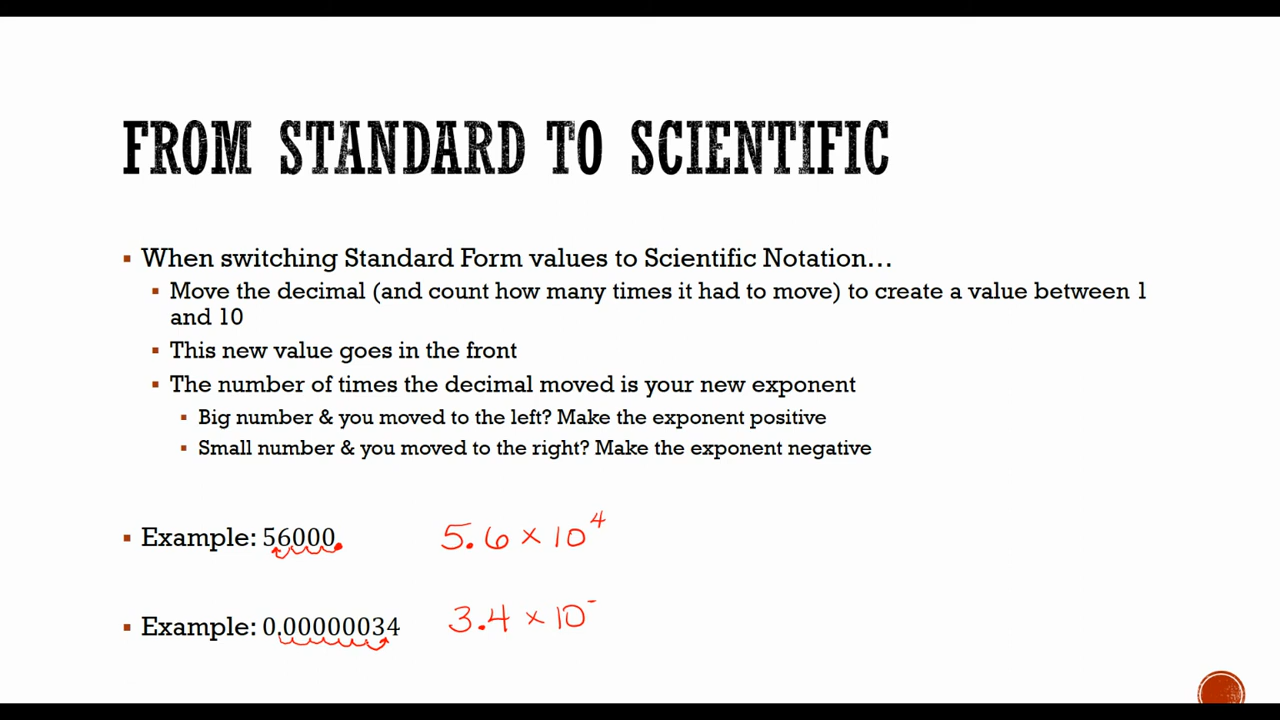 FROM STANDARD TO SCIENTIFIC
▪ When switching Standard Form values to Scientific Notation…
▪ Move the decimal (and count how many times it had to move) to create a value between 1
and 10
▪ This new value goes in the front
▪ The number of times the decimal moved is your new exponent
▪ Big number & you moved to the left? Make the exponent positive
▪ Small number & you moved to the right? Make the exponent negative
▪ Example: 56000. 5.6 × 10⁴
▪ Example: 0.00000034 3.4 × 10⁻